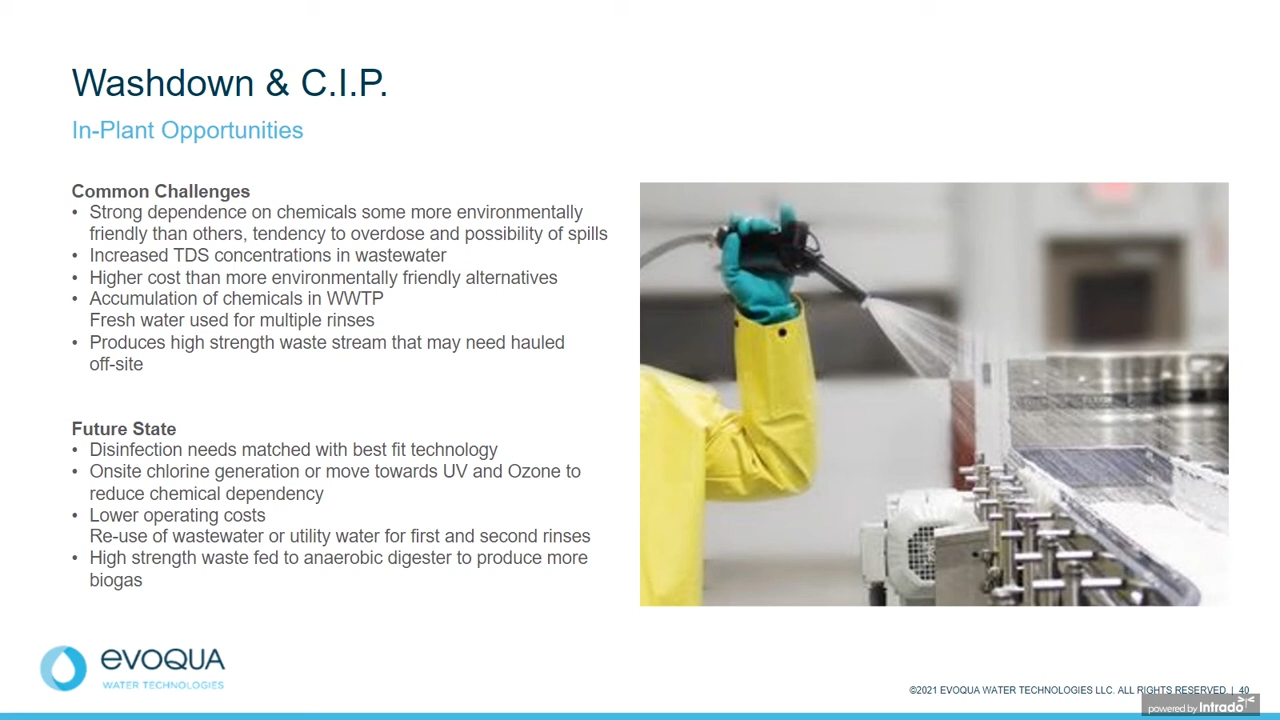 Washdown & C.I.P.
In-Plant Opportunities
Common Challenges
• Strong dependence on chemicals some more environmentally
friendly than others, tendency to overdose and possibility of spills
• Increased TDS concentrations in wastewater
• Higher cost than more environmentally friendly alternatives
• Accumulation of chemicals in WWTP
Fresh water used for multiple rinses
• Produces high strength waste stream that may need hauled
off-site
Future State
• Disinfection needs matched with best fit technology
• Onsite chlorine generation or move towards UV and Ozone to
reduce chemical dependency
• Lower operating costs
Re-use of wastewater or utility water for first and second rinses
• High strength waste fed to anaerobic digester to produce more
biogas
evoqua
WATER TECHNOLOGIES
©2021 EVOQUA WATER TECHNOLOGIES LLC. ALL RIGHTS RESERVED. | 40
powered by Intrado